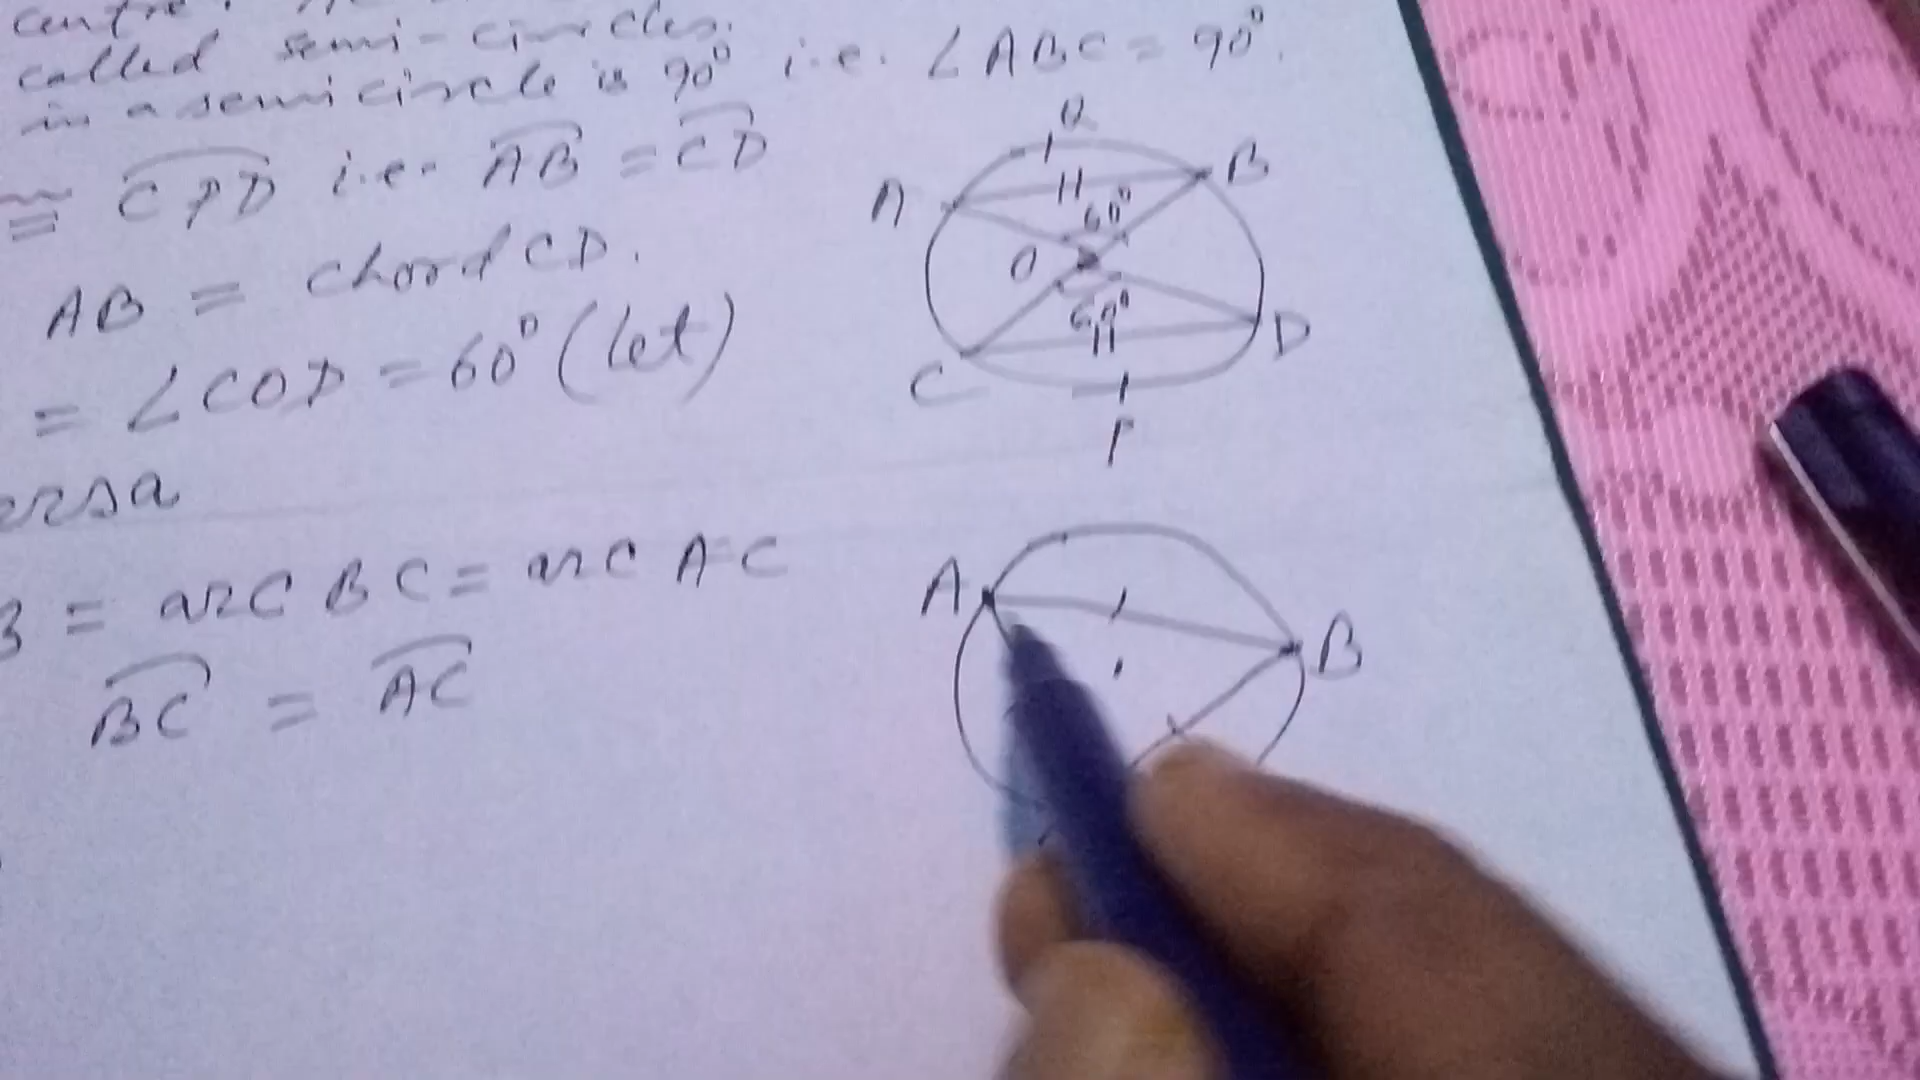 centre.
called semi-circles.
in a semicircle is 90° i.e. ∠ABC = 90°.
≅ CPD i.e. AB = CD
AB = chord CD.
= ∠COD = 60° (let)
ersa
B = arc BC = arc AC
BC = AC
A
B
60°
O
60°
C
D
P
A
B